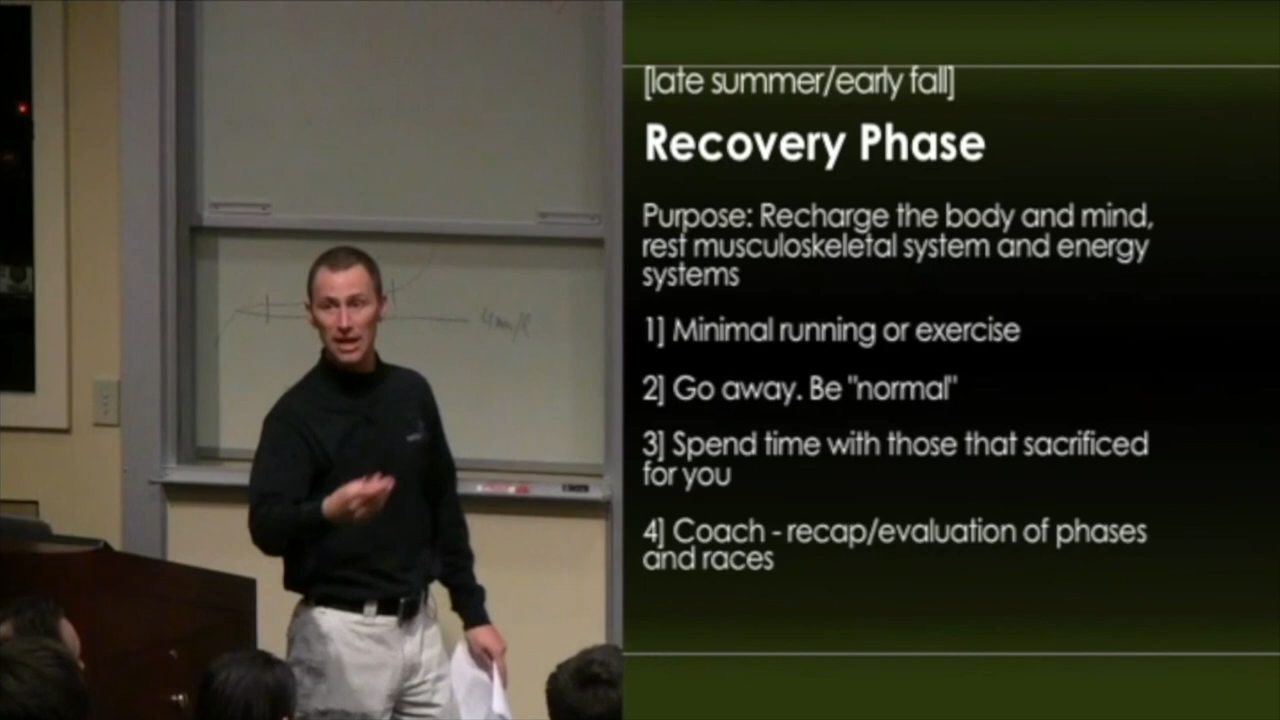 [late summer/early fall]
Recovery Phase
Purpose: Recharge the body and mind,
rest musculoskeletal system and energy
systems
1] Minimal running or exercise
2] Go away. Be "normal"
3] Spend time with those that sacrificed
for you
4] Coach - recap/evaluation of phases
and races